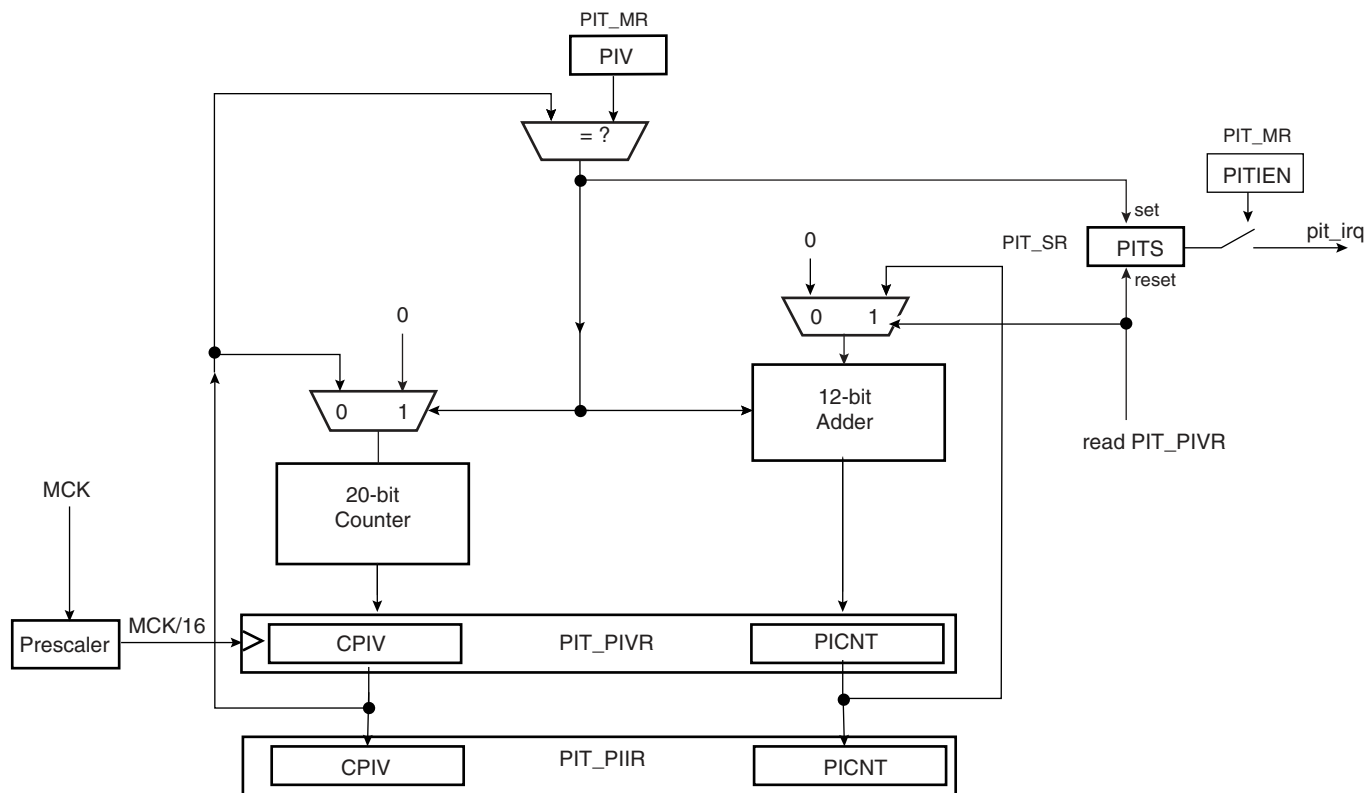 PIT_MR
PIV
= ?
PIT_MR
PITIEN
set
PIT_SR
PITS
pit_irq
reset
0
0 1
0
0 1
12-bit
Adder
read PIT_PIVR
MCK
20-bit
Counter
Prescaler
MCK/16
CPIV
PIT_PIVR
PICNT
CPIV
PIT_PIIR
PICNT